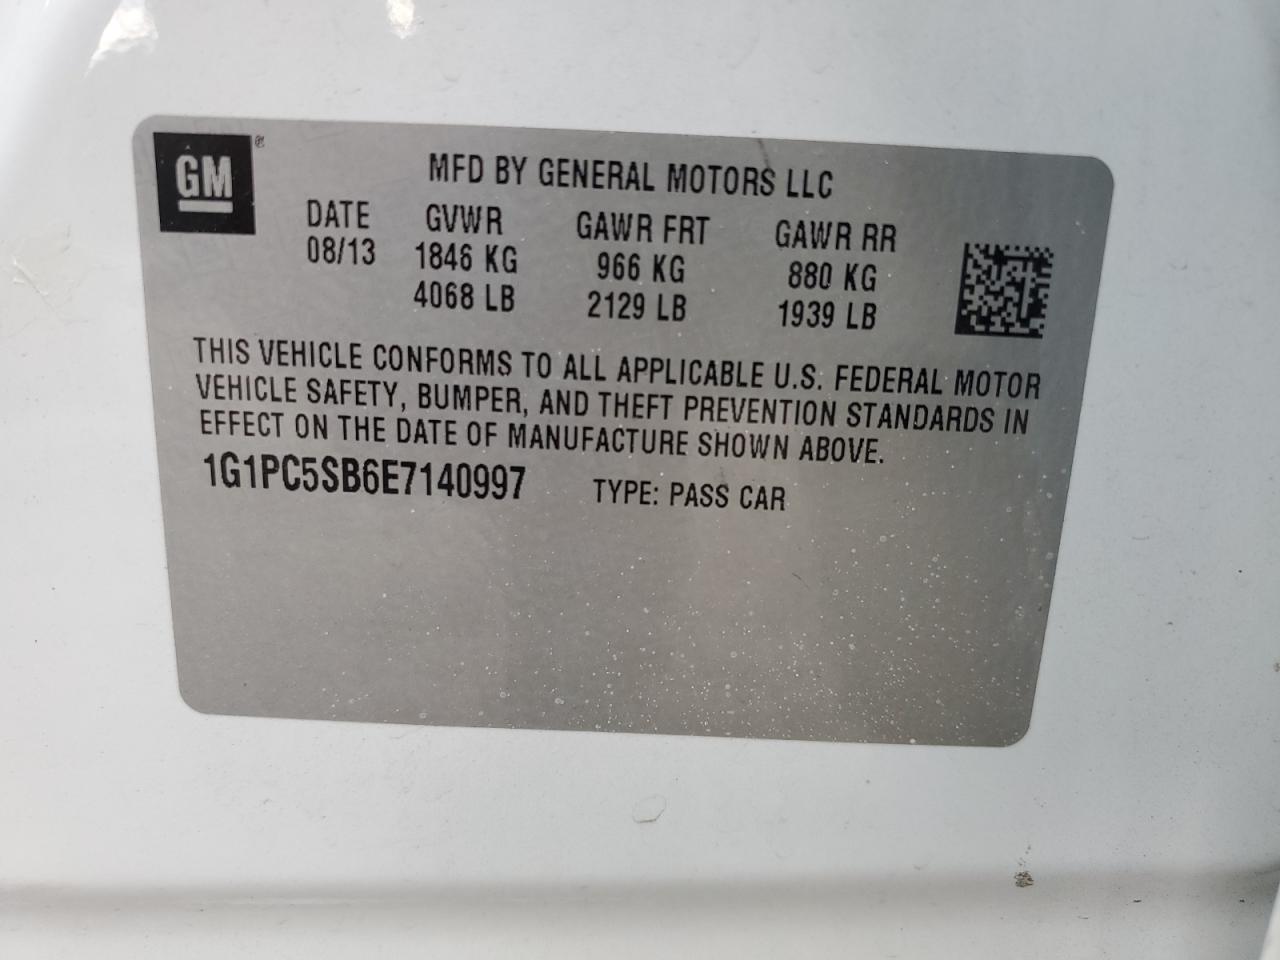 GM®
MFD BY GENERAL MOTORS LLC
DATE GVWR GAWR FRT GAWR RR
08/13 1846 KG 966 KG 880 KG
4068 LB 2129 LB 1939 LB
THIS VEHICLE CONFORMS TO ALL APPLICABLE U.S. FEDERAL MOTOR
VEHICLE SAFETY, BUMPER, AND THEFT PREVENTION STANDARDS IN
EFFECT ON THE DATE OF MANUFACTURE SHOWN ABOVE.
1G1PC5SB6E7140997 TYPE: PASS CAR